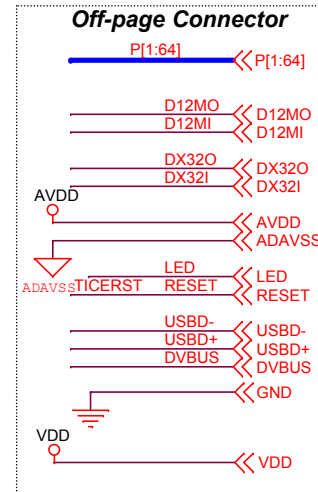 Off-page Connector
P[1:64] P[1:64]
D12MO D12MO
D12MI D12MI
DX32O DX32O
DX32I DX32I
AVDD
AVDD
ADAVSS
ADAVSS
LED LED
TICERST RESET RESET
USBD- USBD-
USBD+ USBD+
DVBUS DVBUS
GND
VDD
VDD